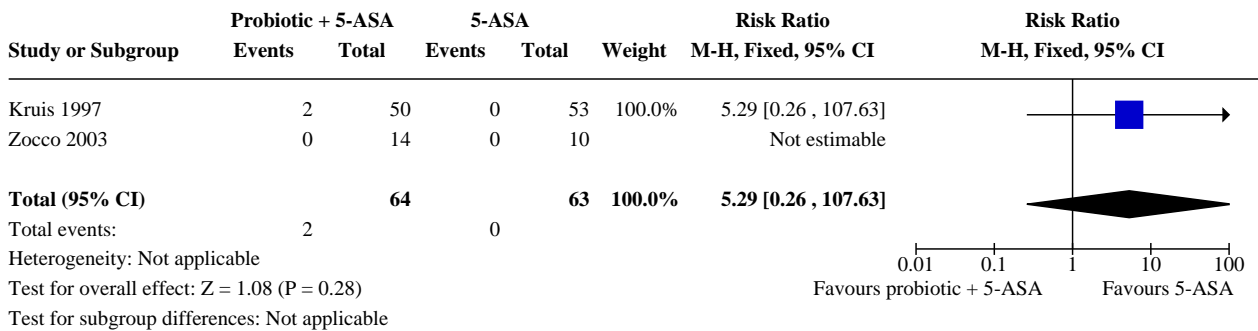 Probiotic + 5-ASA 5-ASA Risk Ratio Risk Ratio
Study or Subgroup Events Total Events Total Weight M-H, Fixed, 95% CI M-H, Fixed, 95% CI
Kruis 1997 2 50 0 53 100.0% 5.29 [0.26 , 107.63]
Zocco 2003 0 14 0 10 Not estimable
Total (95% CI) 64 63 100.0% 5.29 [0.26 , 107.63]
Total events: 2 0
Heterogeneity: Not applicable
0.01 0.1 1 10 100
Test for overall effect: Z = 1.08 (P = 0.28)
Favours probiotic + 5-ASA Favours 5-ASA
Test for subgroup differences: Not applicable